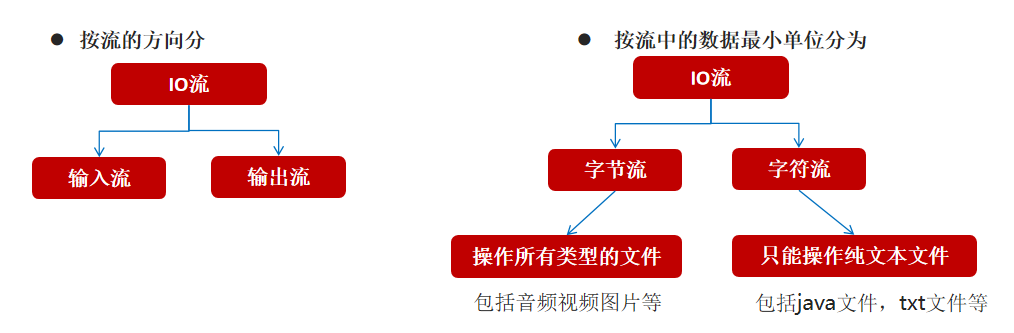 ● 按流的方向分
IO流
输入流
输出流
● 按流中的数据最小单位分为
IO流
字节流
字符流
操作所有类型的文件
只能操作纯文本文件
包括音频视频图片等
包括java文件，txt文件等